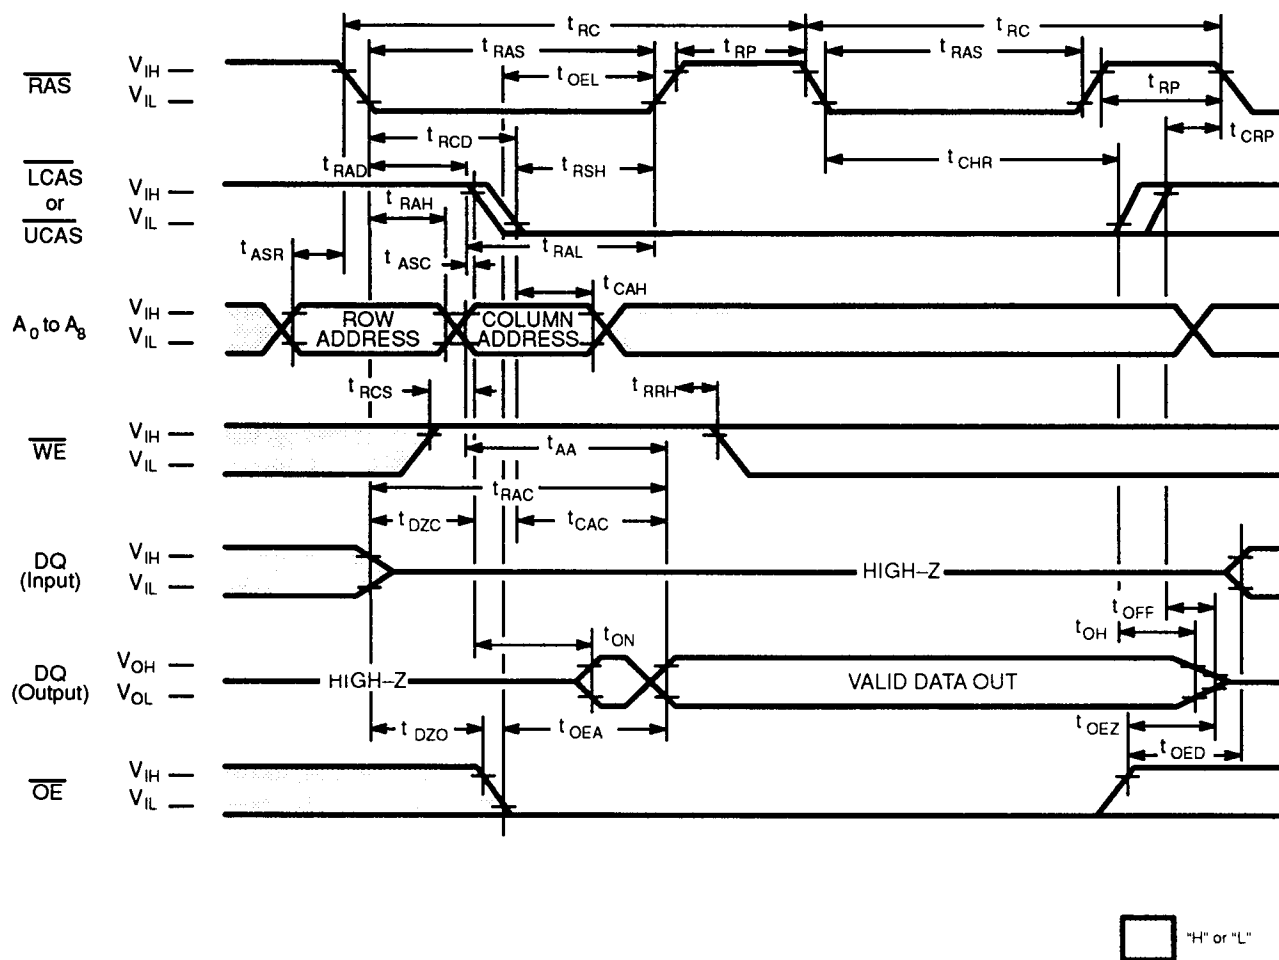 t RC t RC
t RAS t RP t RAS
RAS V IH V IL
t OEL
t RP
t RCD t CRP
t RAD t RSH t CHR
LCAS
or
UCAS
V IH
V IL
t RAH
t ASR t ASC t RAL
t CAH
A 0 to A 8 V IH V IL
ROW
ADDRESS
COLUMN
ADDRESS
t RCS t RRH
WE V IH V IL
t AA
t RAC
t DZC t CAC
DQ
(Input)
V IH
V IL
HIGH–Z
t OFF
t OH
t ON
DQ
(Output)
V OH
V OL
HIGH–Z VALID DATA OUT
t DZO t OEA t OEZ
t OED
OE V IH V IL
"H" or "L"